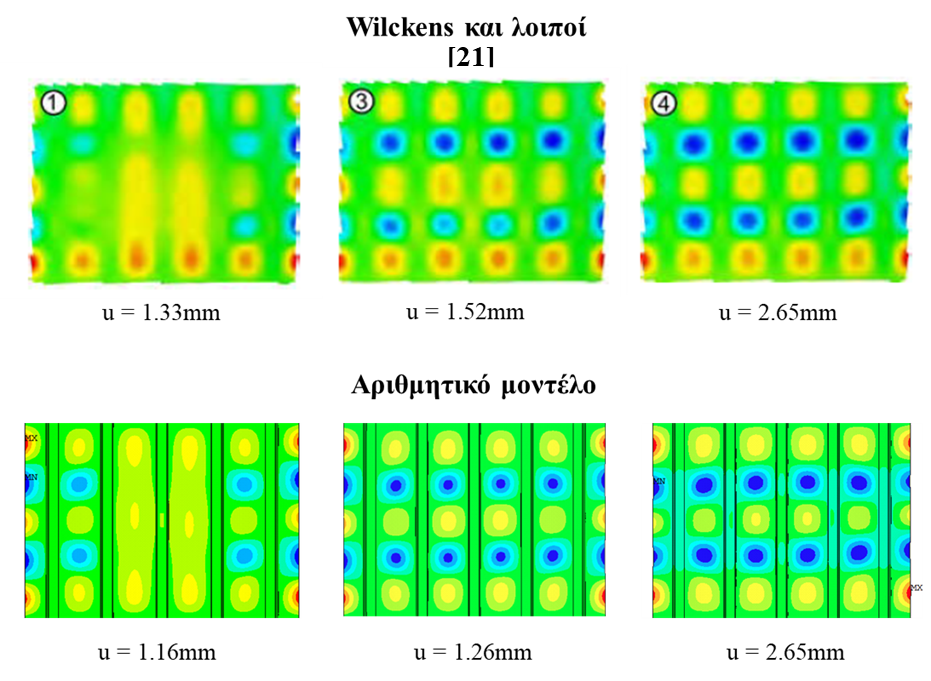 Wilckens και λοιποί
[21]
1 3 4
u = 1.33mm u = 1.52mm u = 2.65mm
Αριθμητικό μοντέλο
MX
MN MN
MX
u = 1.16mm u = 1.26mm u = 2.65mm